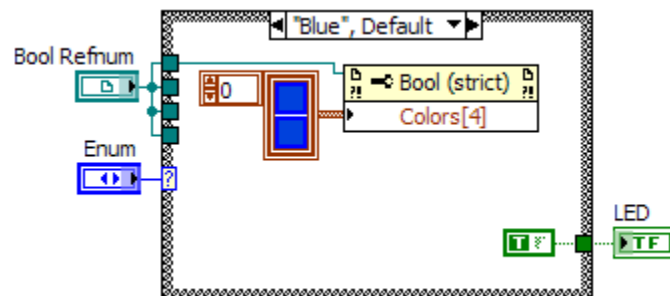 "Blue", Default
Bool Refnum
0
Bool (strict)
Colors[4]
Enum
?
LED
T
TF